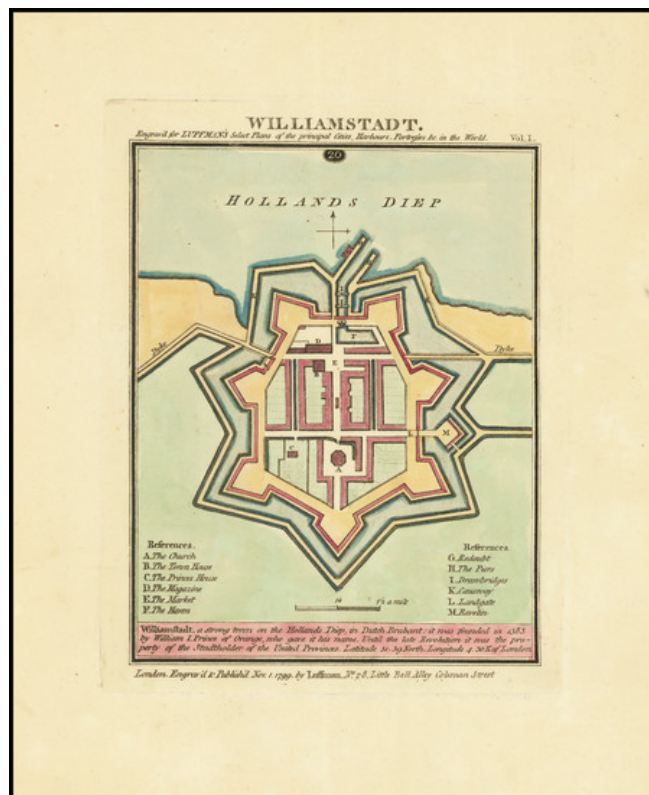 WILLIAMSTADT.
Engrav'd for LUFFMAN'S Select Plans of the principal Cities, Harbours, Fortresses &c. in the World. Vol. I.
20
HOLLANDS DIEP
Dyke
Dyke
D
F
E
B
C
A
L
M
References.
A. The Church
B. The Town House
C. The Princes House
D. The Magazine
E. The Market
F. The Haven
References.
G. Redoubt
H. The Piers
I. Drawbridges
K. Causeway
L. Landgate
M. Ravelin
¼ a mile
Williamstadt, a strong town on the Hollands Diep, in Dutch Brabant: it was founded in 1583
by William I. Prince of Orange, who gave it his name. Until the late Revolution it was the pro-
perty of the Stadtholder of the United Provinces. Latitude 51. 39 North, Longitude 4. 30 E. of London.
London. Engrav'd & Publish'd Nov. 1. 1799. by Luffman, No. 28, Little Bell Alley Coleman Street